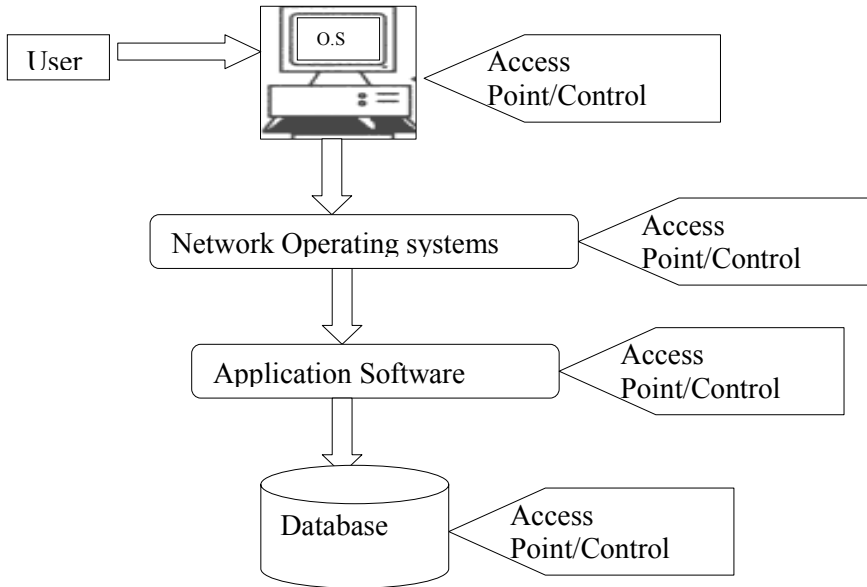 User
O.S
Access
Point/Control
Network Operating systems
Access
Point/Control
Application Software
Access
Point/Control
Database
Access
Point/Control